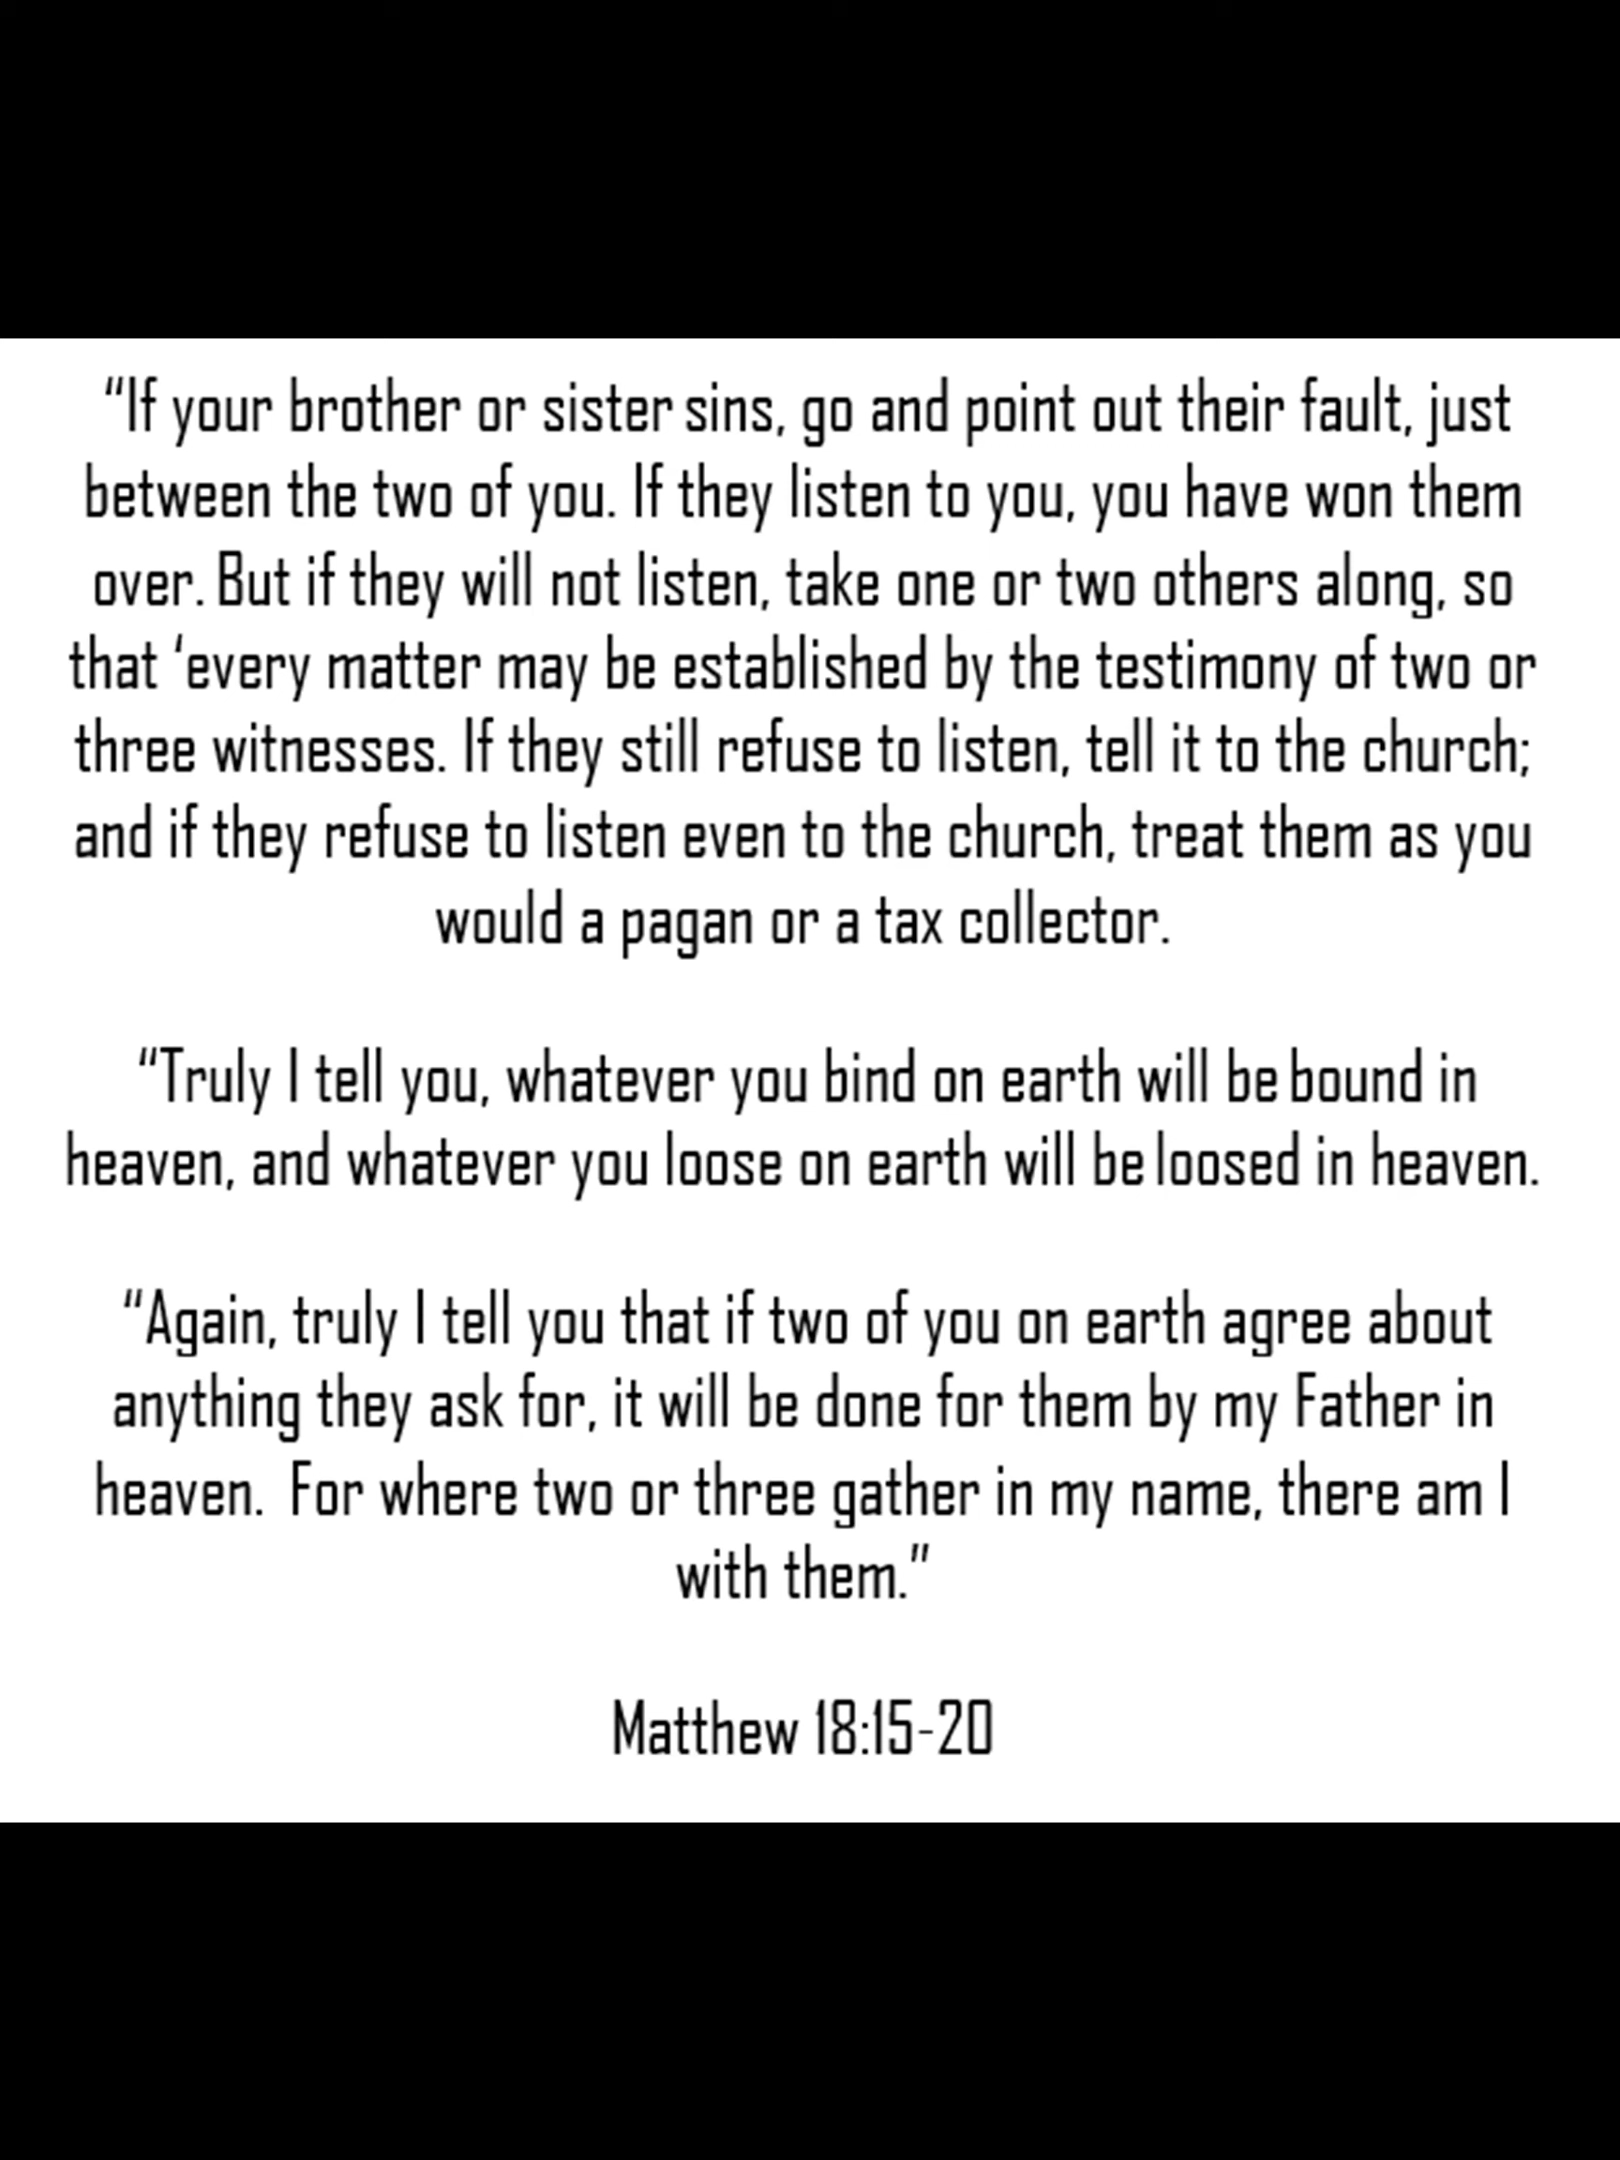 “If your brother or sister sins, go and point out their fault, just
between the two of you. If they listen to you, you have won them
over. But if they will not listen, take one or two others along, so
that ‘every matter may be established by the testimony of two or
three witnesses. If they still refuse to listen, tell it to the church;
and if they refuse to listen even to the church, treat them as you
would a pagan or a tax collector.
“Truly I tell you, whatever you bind on earth will be bound in
heaven, and whatever you loose on earth will be loosed in heaven.
“Again, truly I tell you that if two of you on earth agree about
anything they ask for, it will be done for them by my Father in
heaven. For where two or three gather in my name, there am I
with them.”
Matthew 18:15-20